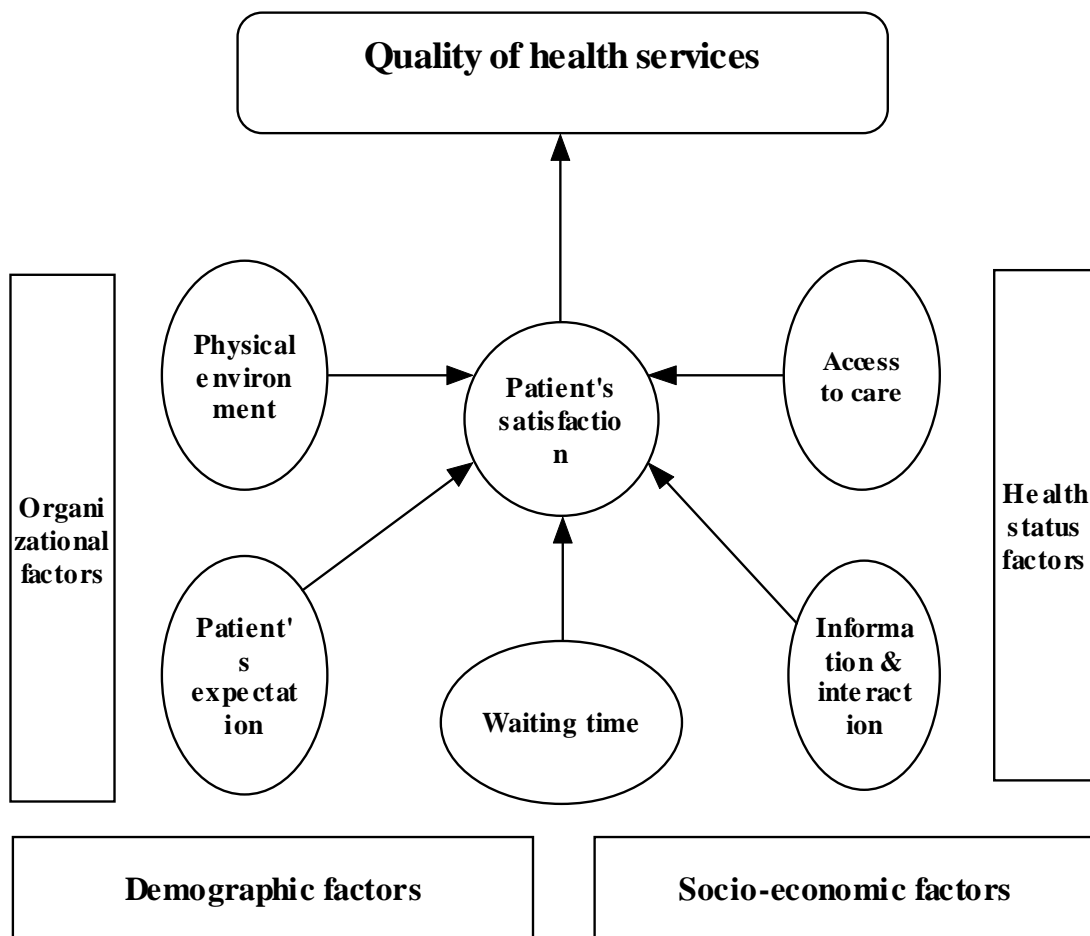 Quality of health services
Physical
environ
ment
Access
to care
Patient's
satisfactio
n
Organi
zational
factors
Health
status
factors
Patient'
s
expectat
ion
Waiting time
Informa
tion &
interact
ion
Demographic factors
Socio-economic factors